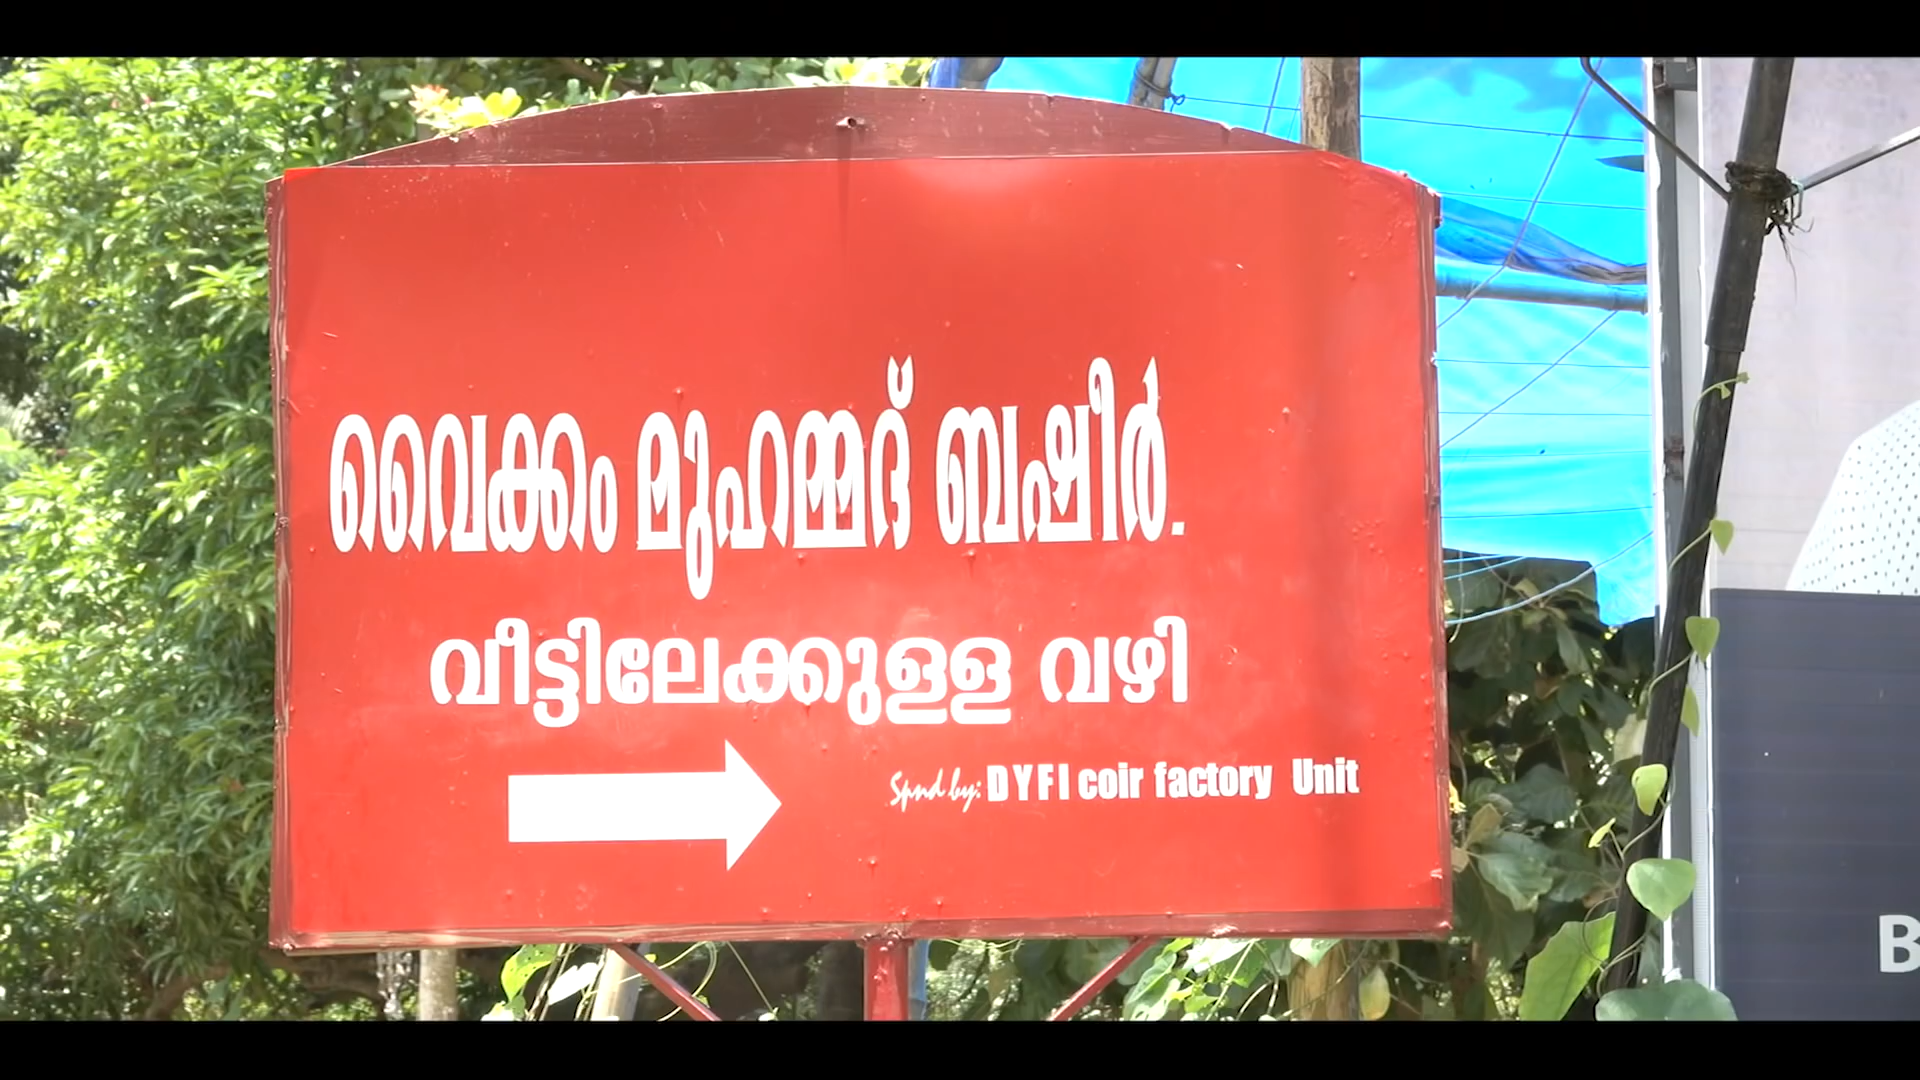 വൈക്കം മുഹമ്മദ് ബഷീർ.
വീട്ടിലേക്കുള്ള വഴി
Spnd by: DYFI coir factory Unit
B